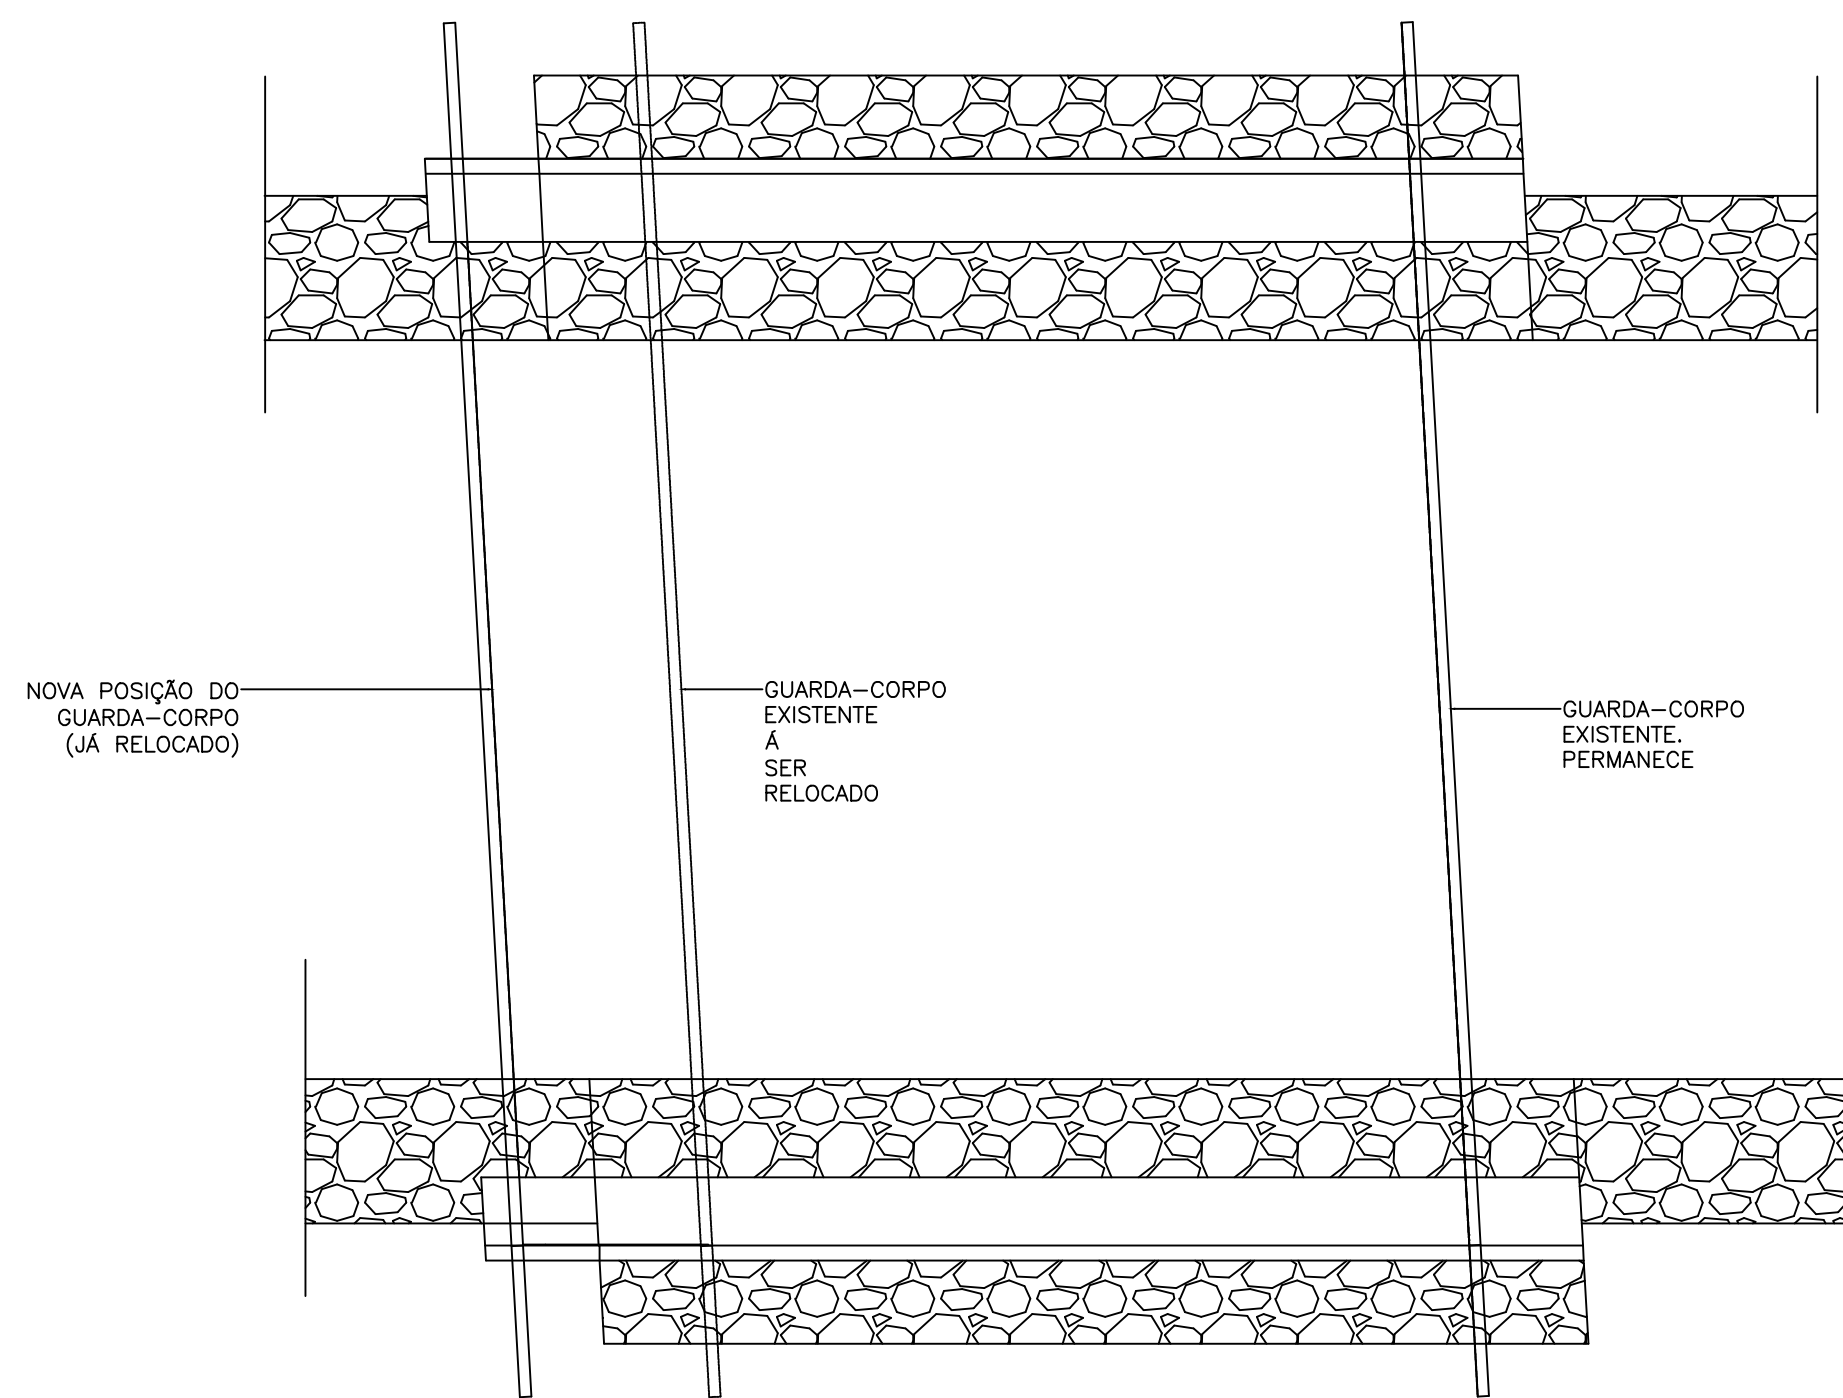 NOVA POSIÇÃO DO
GUARDA-CORPO
(JÁ RELOCADO)
GUARDA-CORPO
EXISTENTE
Á
SER
RELOCADO
GUARDA-CORPO
EXISTENTE.
PERMANECE